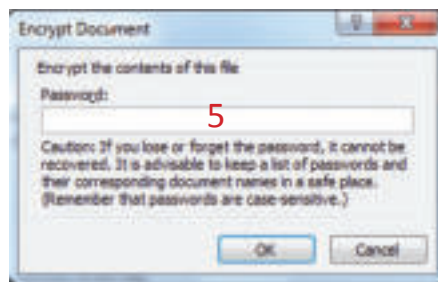 Encrypt Document
Encrypt the contents of this file
Password:
5
Caution: If you lose or forget the password, it cannot be
recovered. It is advisable to keep a list of passwords and
their corresponding document names in a safe place.
(Remember that passwords are case-sensitive.)
OK Cancel